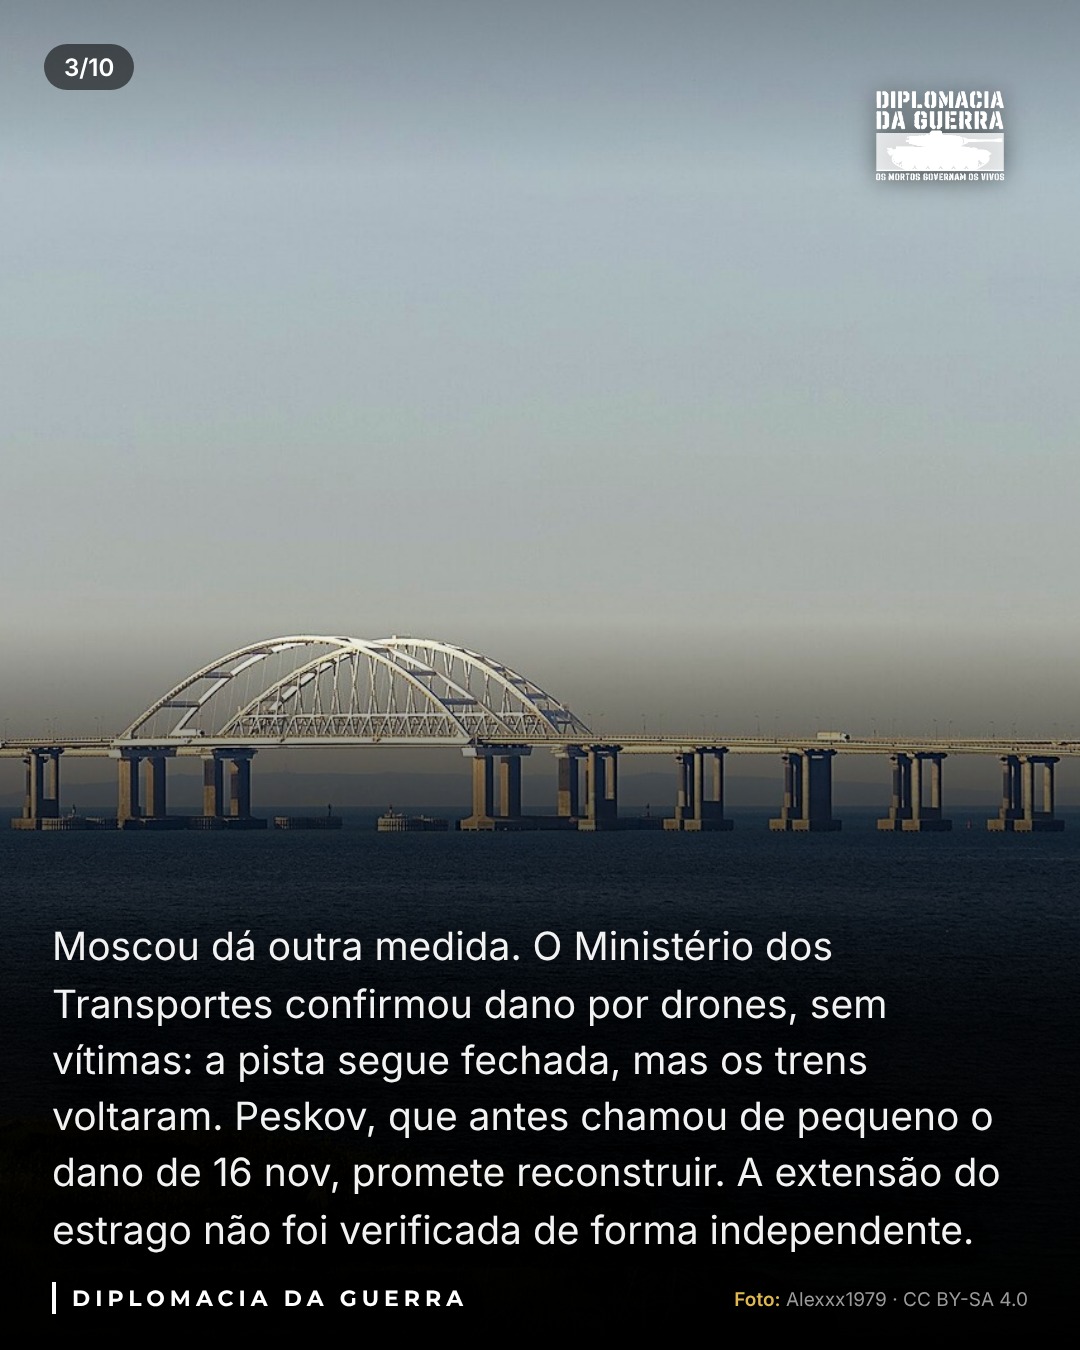 3/10
DIPLOMACIA
DA GUERRA
OS MORTOS GOVERNAM OS VIVOS
Moscou dá outra medida. O Ministério dos
Transportes confirmou dano por drones, sem
vítimas: a pista segue fechada, mas os trens
voltaram. Peskov, que antes chamou de pequeno o
dano de 16 nov, promete reconstruir. A extensão do
estrago não foi verificada de forma independente.
DIPLOMACIA DA GUERRA
Foto: Alexxx1979 · CC BY-SA 4.0